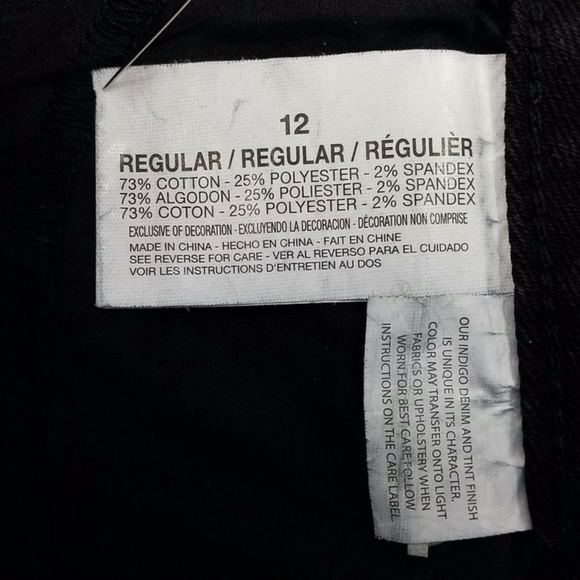 12
REGULAR / REGULAR / RÉGULIÈR
73% COTTON - 25% POLYESTER - 2% SPANDEX
73% ALGODON - 25% POLIESTER - 2% SPANDEX
73% COTON - 25% POLYESTER - 2% SPANDEX
EXCLUSIVE OF DECORATION - EXCLUYENDO LA DECORACION - DÉCORATION NON COMPRISE
MADE IN CHINA - HECHO EN CHINA - FAIT EN CHINE
SEE REVERSE FOR CARE - VER AL REVERSO PARA EL CUIDADO
VOIR LES INSTRUCTIONS D'ENTRETIEN AU DOS
OUR INDIGO DENIM AND TINT FINISH
IS UNIQUE IN ITS CHARACTER.
COLOR MAY TRANSFER ONTO LIGHT
FABRICS OR UPHOLSTERY WHEN
WORN.FOR BEST CARE FOLLOW
INSTRUCTIONS ON THE CARE LABEL